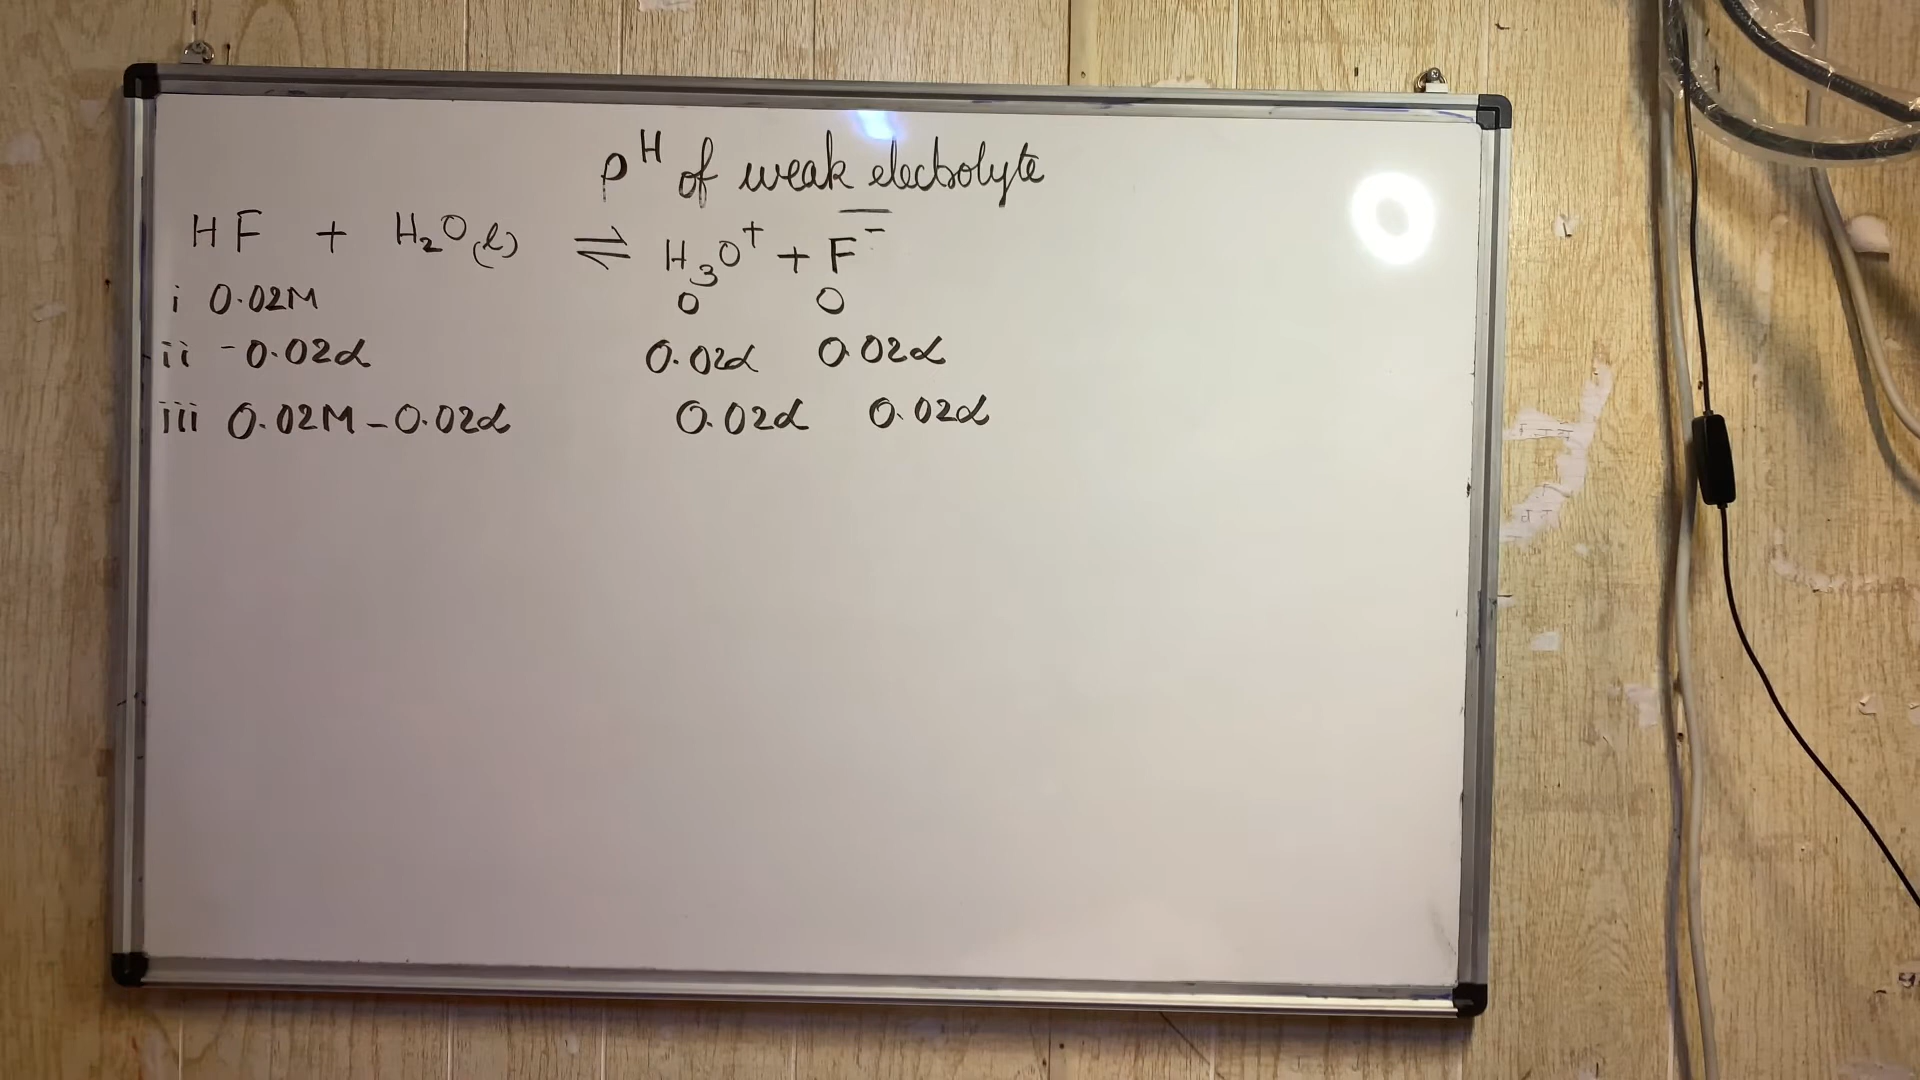 pH of weak electrolyte
HF + H₂O(l) ⇌ H₃O⁺ + F⁻
i 0.02M 0 0
ii -0.02α 0.02α 0.02α
iii 0.02M-0.02α 0.02α 0.02α